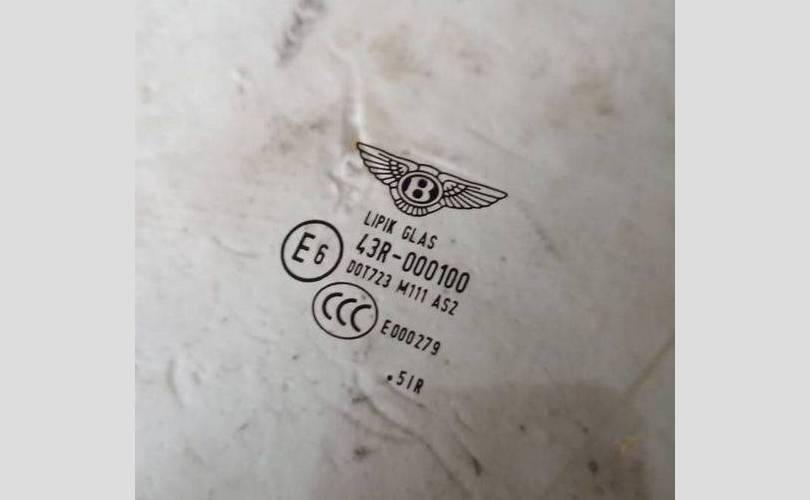 B
LIPIK GLAS
E6 43R-000100
DOT723 M111 AS2
CCC E000279
.51R